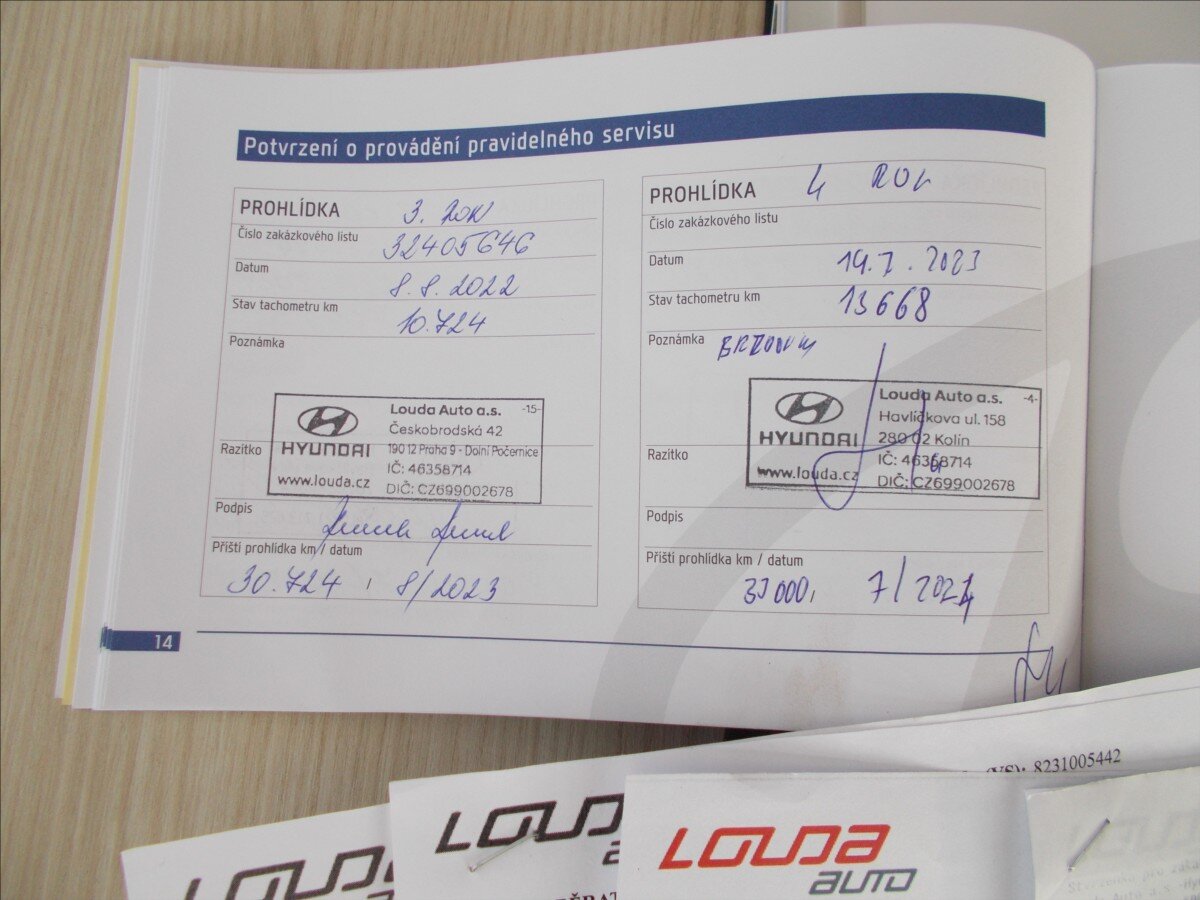 Potvrzení o provádění pravidelného servisu
PROHLÍDKA 3. ROK
Číslo zakázkového listu 32405646
Datum 8.8.2022
Stav tachometru km 10.724
Poznámka
HYUNDAI
www.louda.cz
Louda Auto a.s. -15-
Českobrodská 42
190 12 Praha 9 - Dolní Počernice
IČ: 46358714
DIČ: CZ699002678
Razítko
Podpis
Příští prohlídka km / datum
30.724 / 8/2023
PROHLÍDKA 4 ROK
Číslo zakázkového listu
Datum 19.7.2023
Stav tachometru km 13668
Poznámka
HYUNDAI
www.louda.cz
Louda Auto a.s. -4-
Havlíčkova ul. 158
280 02 Kolín
IČ: 46358714
DIČ: CZ699002678
Razítko
Podpis
Příští prohlídka km / datum
7/2024
14
(VS): 8231005442
LOUDA
AUTO